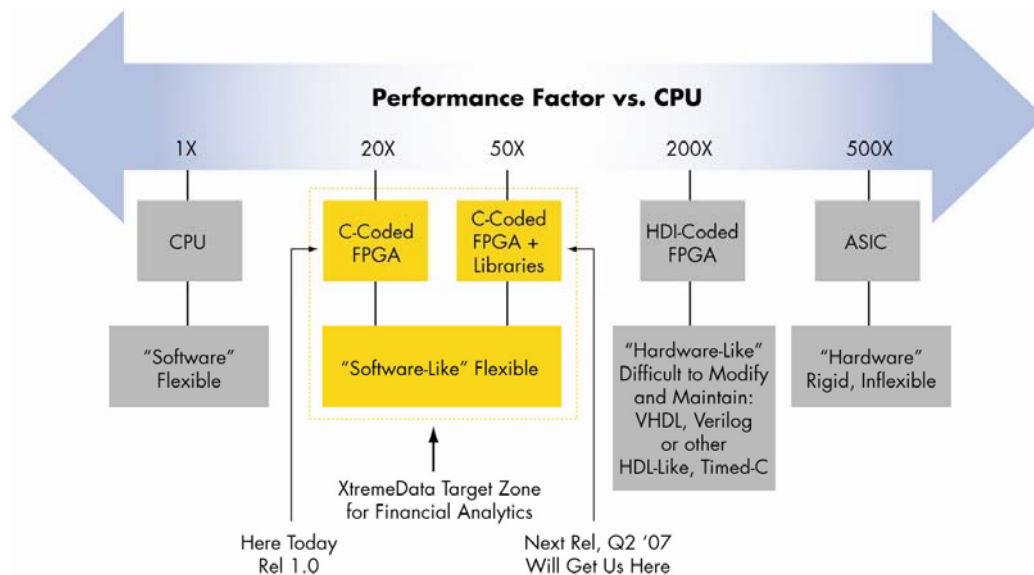 Performance Factor vs. CPU
1X
20X
50X
200X
500X
CPU
C-Coded
FPGA
C-Coded
FPGA +
Libraries
HDI-Coded
FPGA
ASIC
“Software”
Flexible
“Software-Like” Flexible
“Hardware-Like”
Difficult to Modify
and Maintain:
VHDL, Verilog
or other
HDL-Like, Timed-C
“Hardware”
Rigid, Inflexible
XtremeData Target Zone
for Financial Analytics
Here Today
Rel 1.0
Next Rel, Q2 ‘07
Will Get Us Here